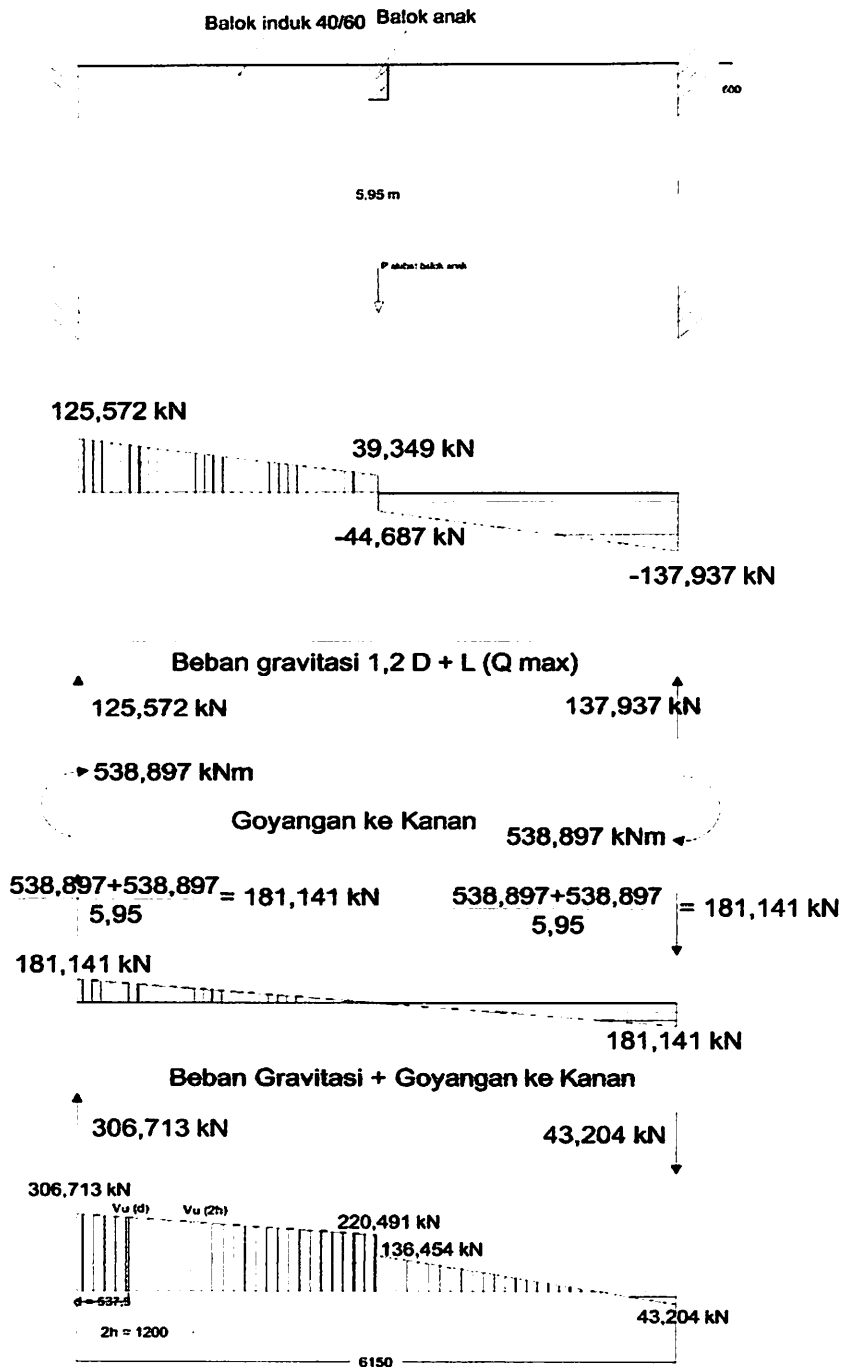 Balok induk 40/60 Balok anak
600
5,95 m
P akibat balok anak
125,572 kN
39,349 kN
-44,687 kN
-137,937 kN
Beban gravitasi 1,2 D + L (Q max)
125,572 kN 137,937 kN
538,897 kNm
Goyangan ke Kanan
538,897 kNm
538,897+538,897
5,95
= 181,141 kN
538,897+538,897
5,95
= 181,141 kN
181,141 kN
181,141 kN
Beban Gravitasi + Goyangan ke Kanan
306,713 kN 43,204 kN
306,713 kN
Vu (d) Vu (2h)
220,491 kN
136,454 kN
d = 537,5
43,204 kN
2h = 1200
6150